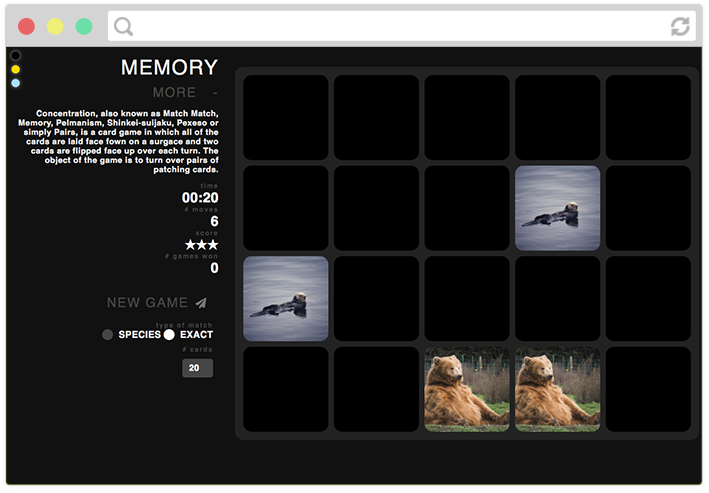 MEMORY
MORE -
Concentration, also known as Match Match,
Memory, Pelmanism, Shinkei-suijaku, Pexeso or
simply Pairs, is a card game in which all of the
cards are laid face fown on a surgace and two
cards are flipped face up over each turn. The
object of the game is to turn over pairs of
patching cards.
time
00:20
# moves
6
score
★★★
# games won
0
NEW GAME
type of match
SPECIES EXACT
# cards
20